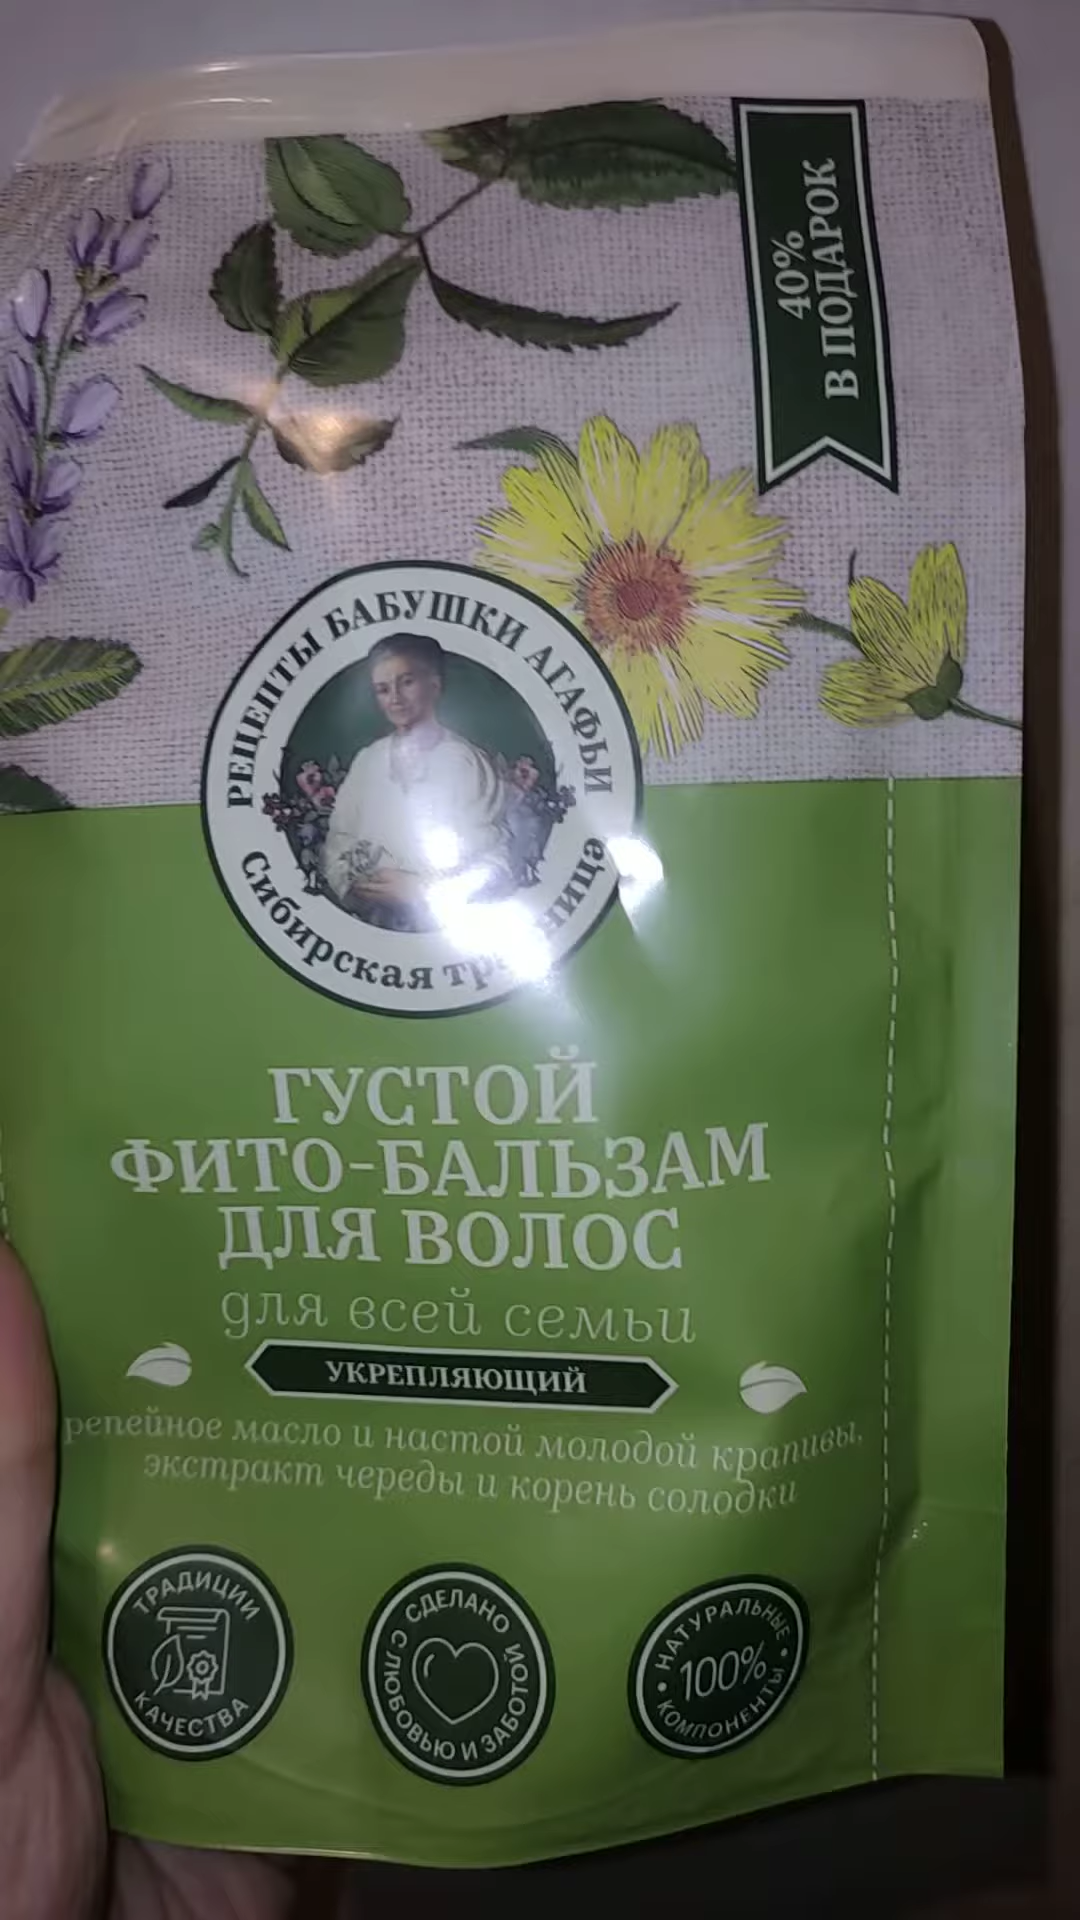 40%
В ПОДАРОК
РЕЦЕПТЫ БАБУШКИ АГАФЬИ
Сибирская
ГУСТОЙ
ФИТО-БАЛЬЗАМ
ДЛЯ ВОЛОС
для всей семьи
УКРЕПЛЯЮЩИЙ
репейное масло и настой молодой крапивы,
экстракт череды и корень солодки
ТРАДИЦИИ
КАЧЕСТВА
СДЕЛАНО
С ЛЮБОВЬЮ И ЗАБОТОЙ
НАТУРАЛЬНЫЕ
100%
КОМПОНЕНТЫ